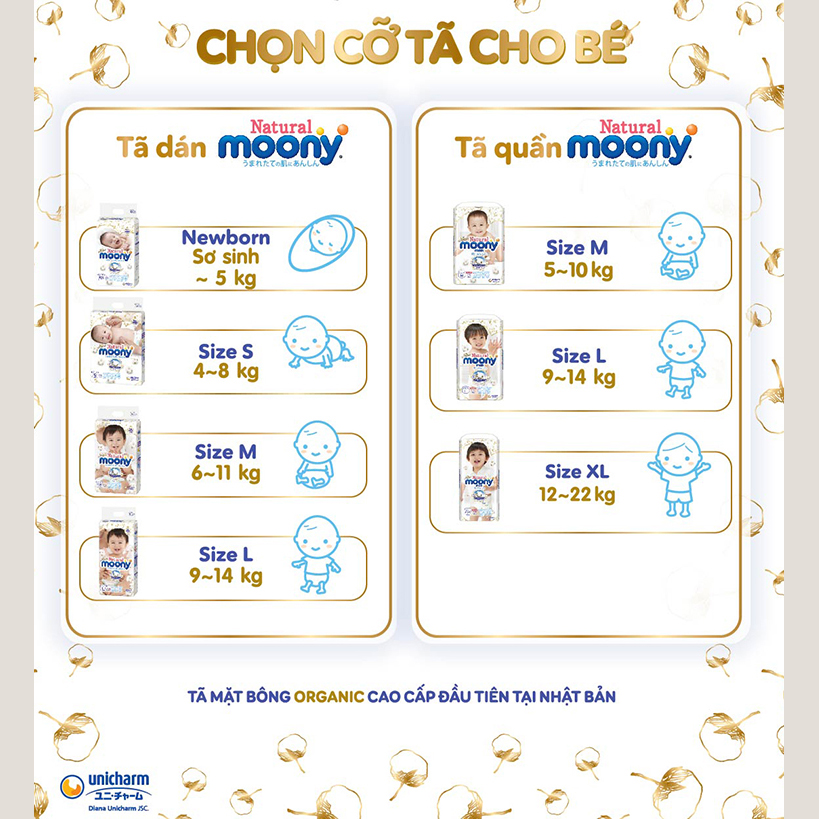 CHỌN CỠ TÃ CHO BÉ
Tã dán Natural moony
うまれたての肌にあんしん
Newborn
Sơ sinh
~ 5 kg
Size S
4~8 kg
Size M
6~11 kg
Size L
9~14 kg
Tã quần Natural moony
うまれたての肌にあんしん
Size M
5~10 kg
Size L
9~14 kg
Size XL
12~22 kg
TÃ MẶT BÔNG ORGANIC CAO CẤP ĐẦU TIÊN TẠI NHẬT BẢN
unicharm
ユニ・チャーム
Diana Unicharm JSC.